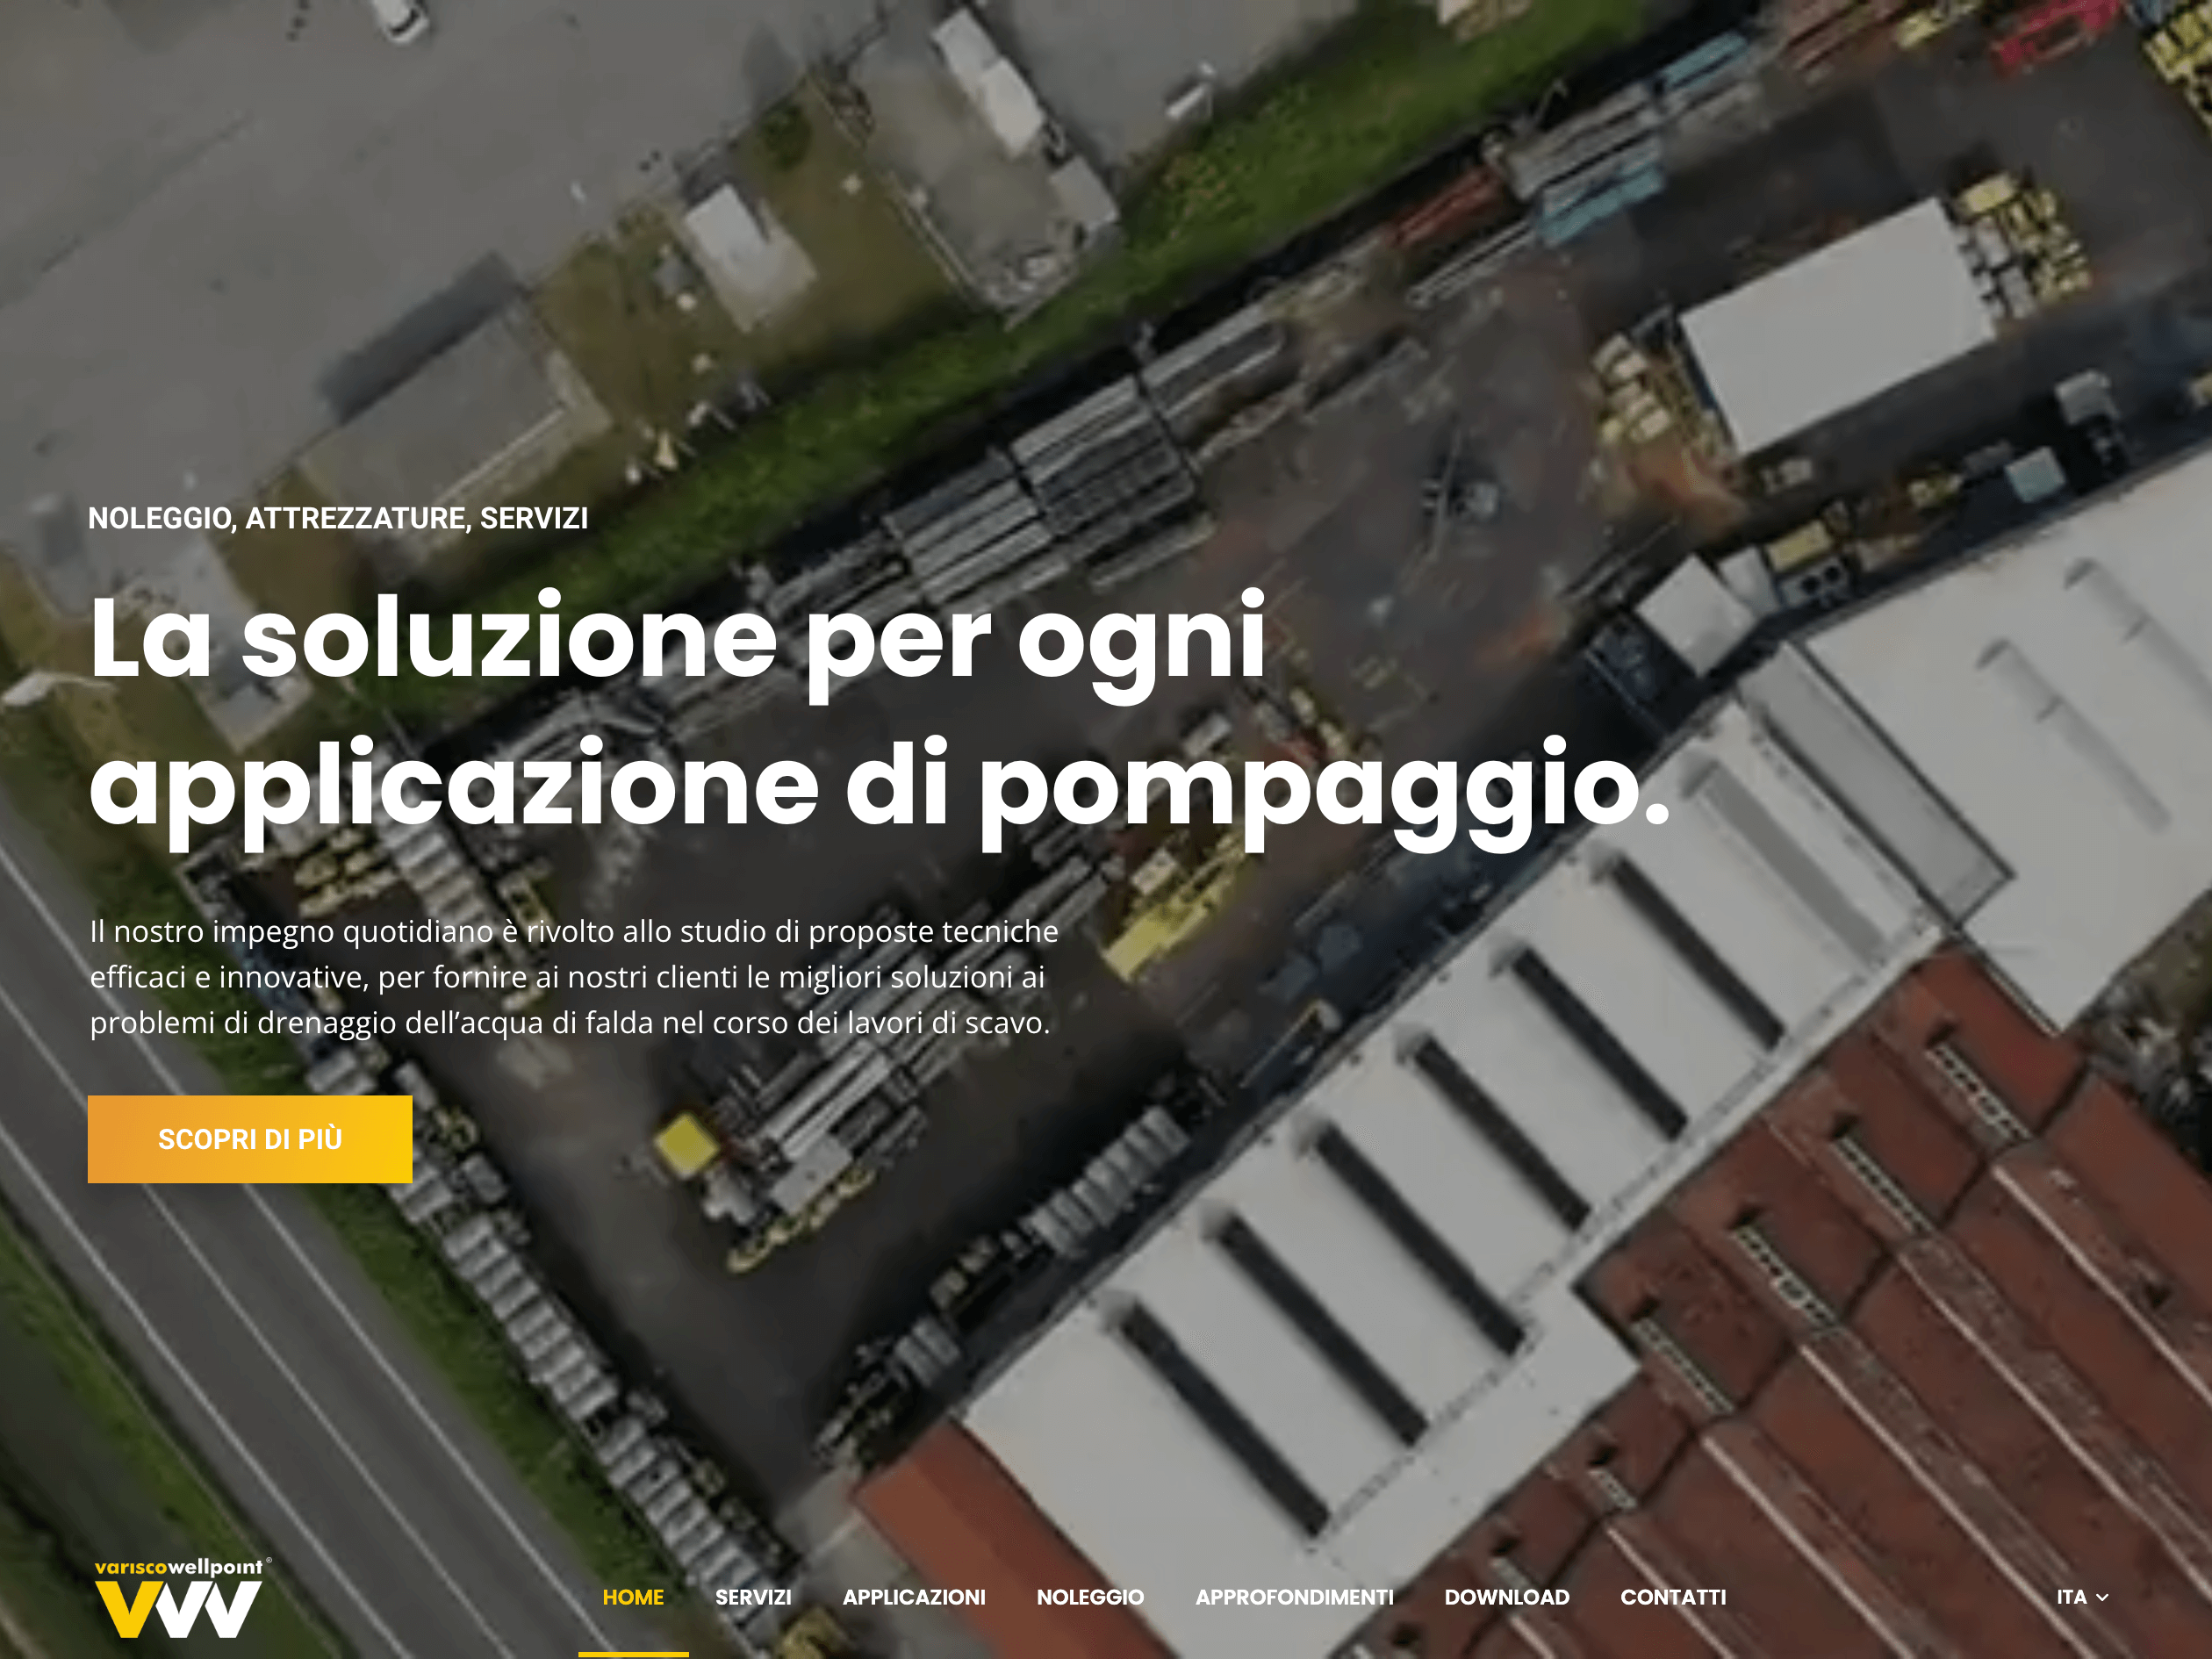 NOLEGGIO, ATTREZZATURE, SERVIZI
La soluzione per ogni
applicazione di pompaggio.
Il nostro impegno quotidiano è rivolto allo studio di proposte tecniche
efficaci e innovative, per fornire ai nostri clienti le migliori soluzioni ai
problemi di drenaggio dell’acqua di falda nel corso dei lavori di scavo.
SCOPRI DI PIÙ
variscowellpoint®
HOME SERVIZI APPLICAZIONI NOLEGGIO APPROFONDIMENTI DOWNLOAD CONTATTI ITA